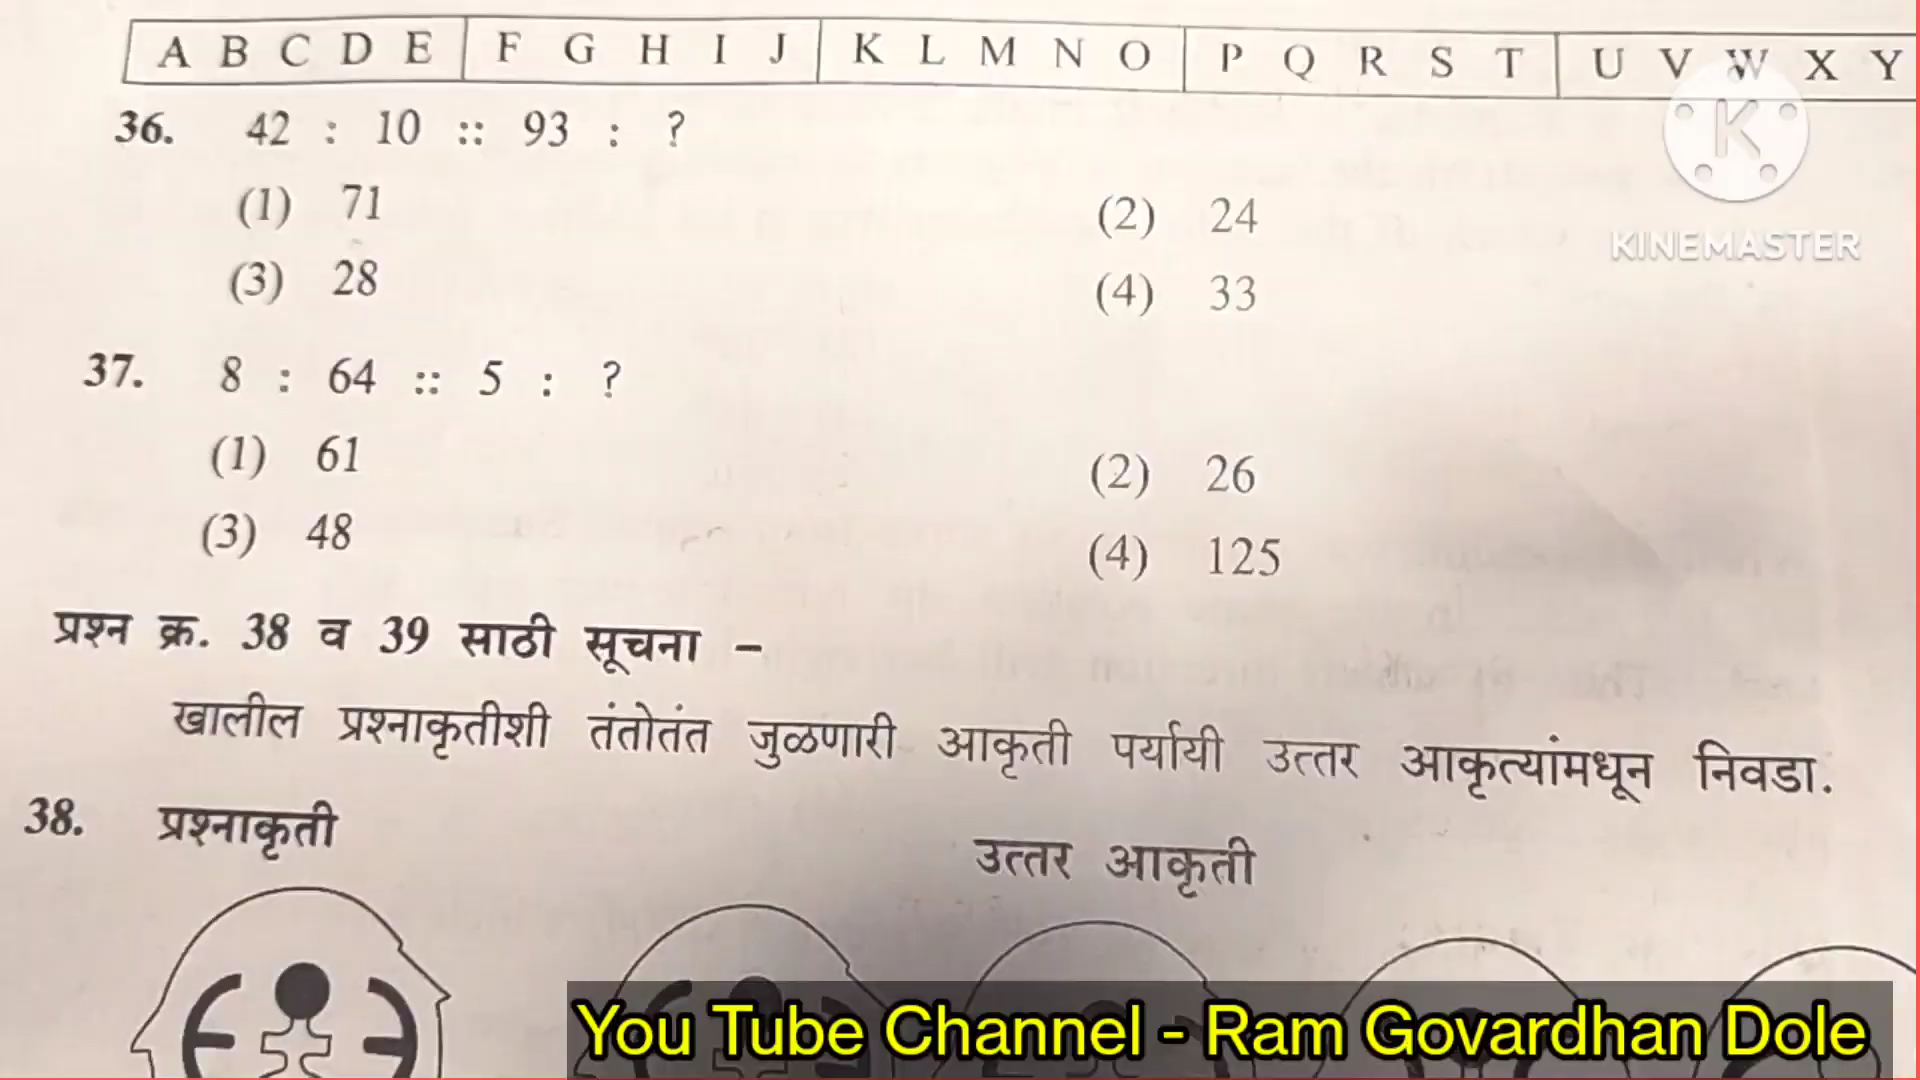 A B C D E F G H I J K L M N O P Q R S T U V W X Y
36. 42 : 10 :: 93 : ?
(1) 71 (2) 24
(3) 28 (4) 33
KINEMASTER
37. 8 : 64 :: 5 : ?
(1) 61 (2) 26
(3) 48 (4) 125
प्रश्न क्र. 38 व 39 साठी सूचना –
खालील प्रश्नाकृतीशी तंतोतंत जुळणारी आकृती पर्यायी उत्तर आकृत्यांमधून निवडा.
38. प्रश्नाकृती उत्तर आकृती
You Tube Channel - Ram Govardhan Dole